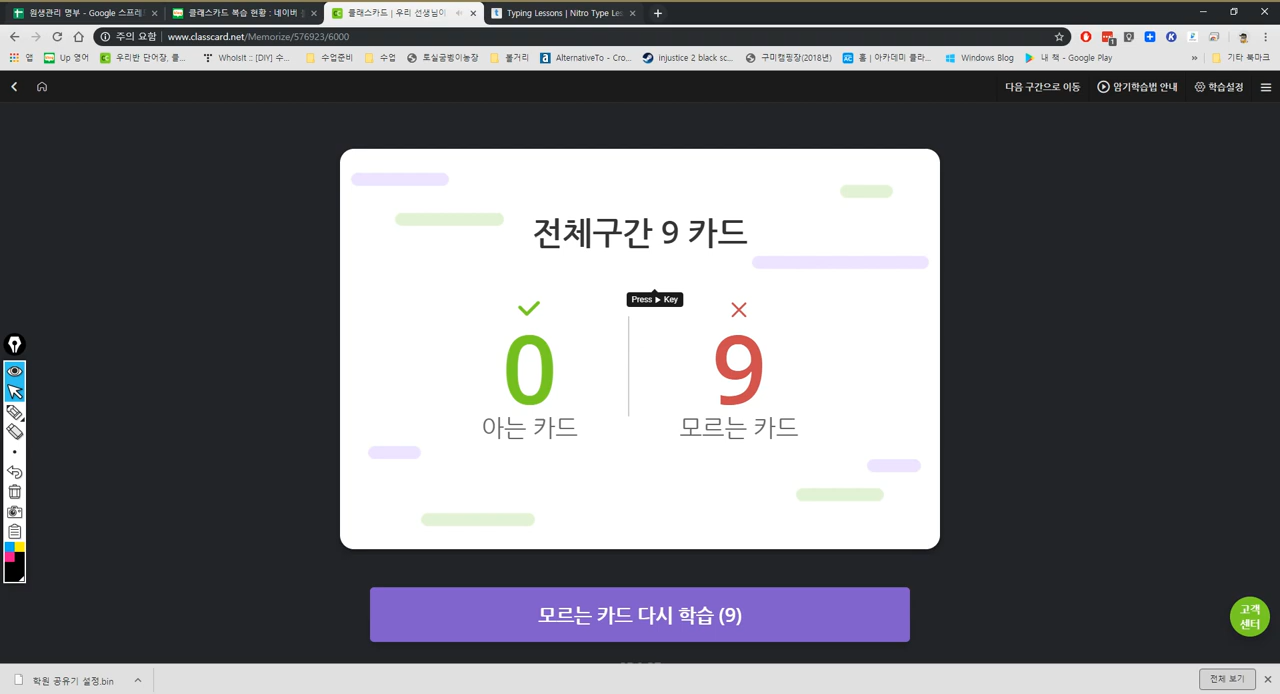 원생관리 명부 - Google 스프레
클래스카드 복습 현황 : 네이버
클래스카드 | 우리 선생님이
Typing Lessons | Nitro Type Les
주의 요함
www.classcard.net/Memorize/576923/6000
앱
Up 영어
우리반 단어장, 클...
WhoIst :: [DIY] 수...
수업준비
수업
토실굼벵이농장
볼거리
AlternativeTo - Cro...
injustice 2 black sc...
구미캠핑장(2018년)
홈 | 아카데미 클라...
Windows Blog
내 책 - Google Play
»
기타 북마크
다음 구간으로 이동
암기학습법 안내
학습설정
전체구간 9 카드
Press ▶ Key
0
9
아는 카드
모르는 카드
모르는 카드 다시 학습 (9)
고객
센터
학원 공유기 설정.bin
전체 보기